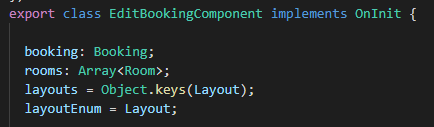 export class EditBookingComponent implements OnInit {
booking: Booking;
rooms: Array<Room>;
layouts = Object.keys(Layout);
layoutEnum = Layout;